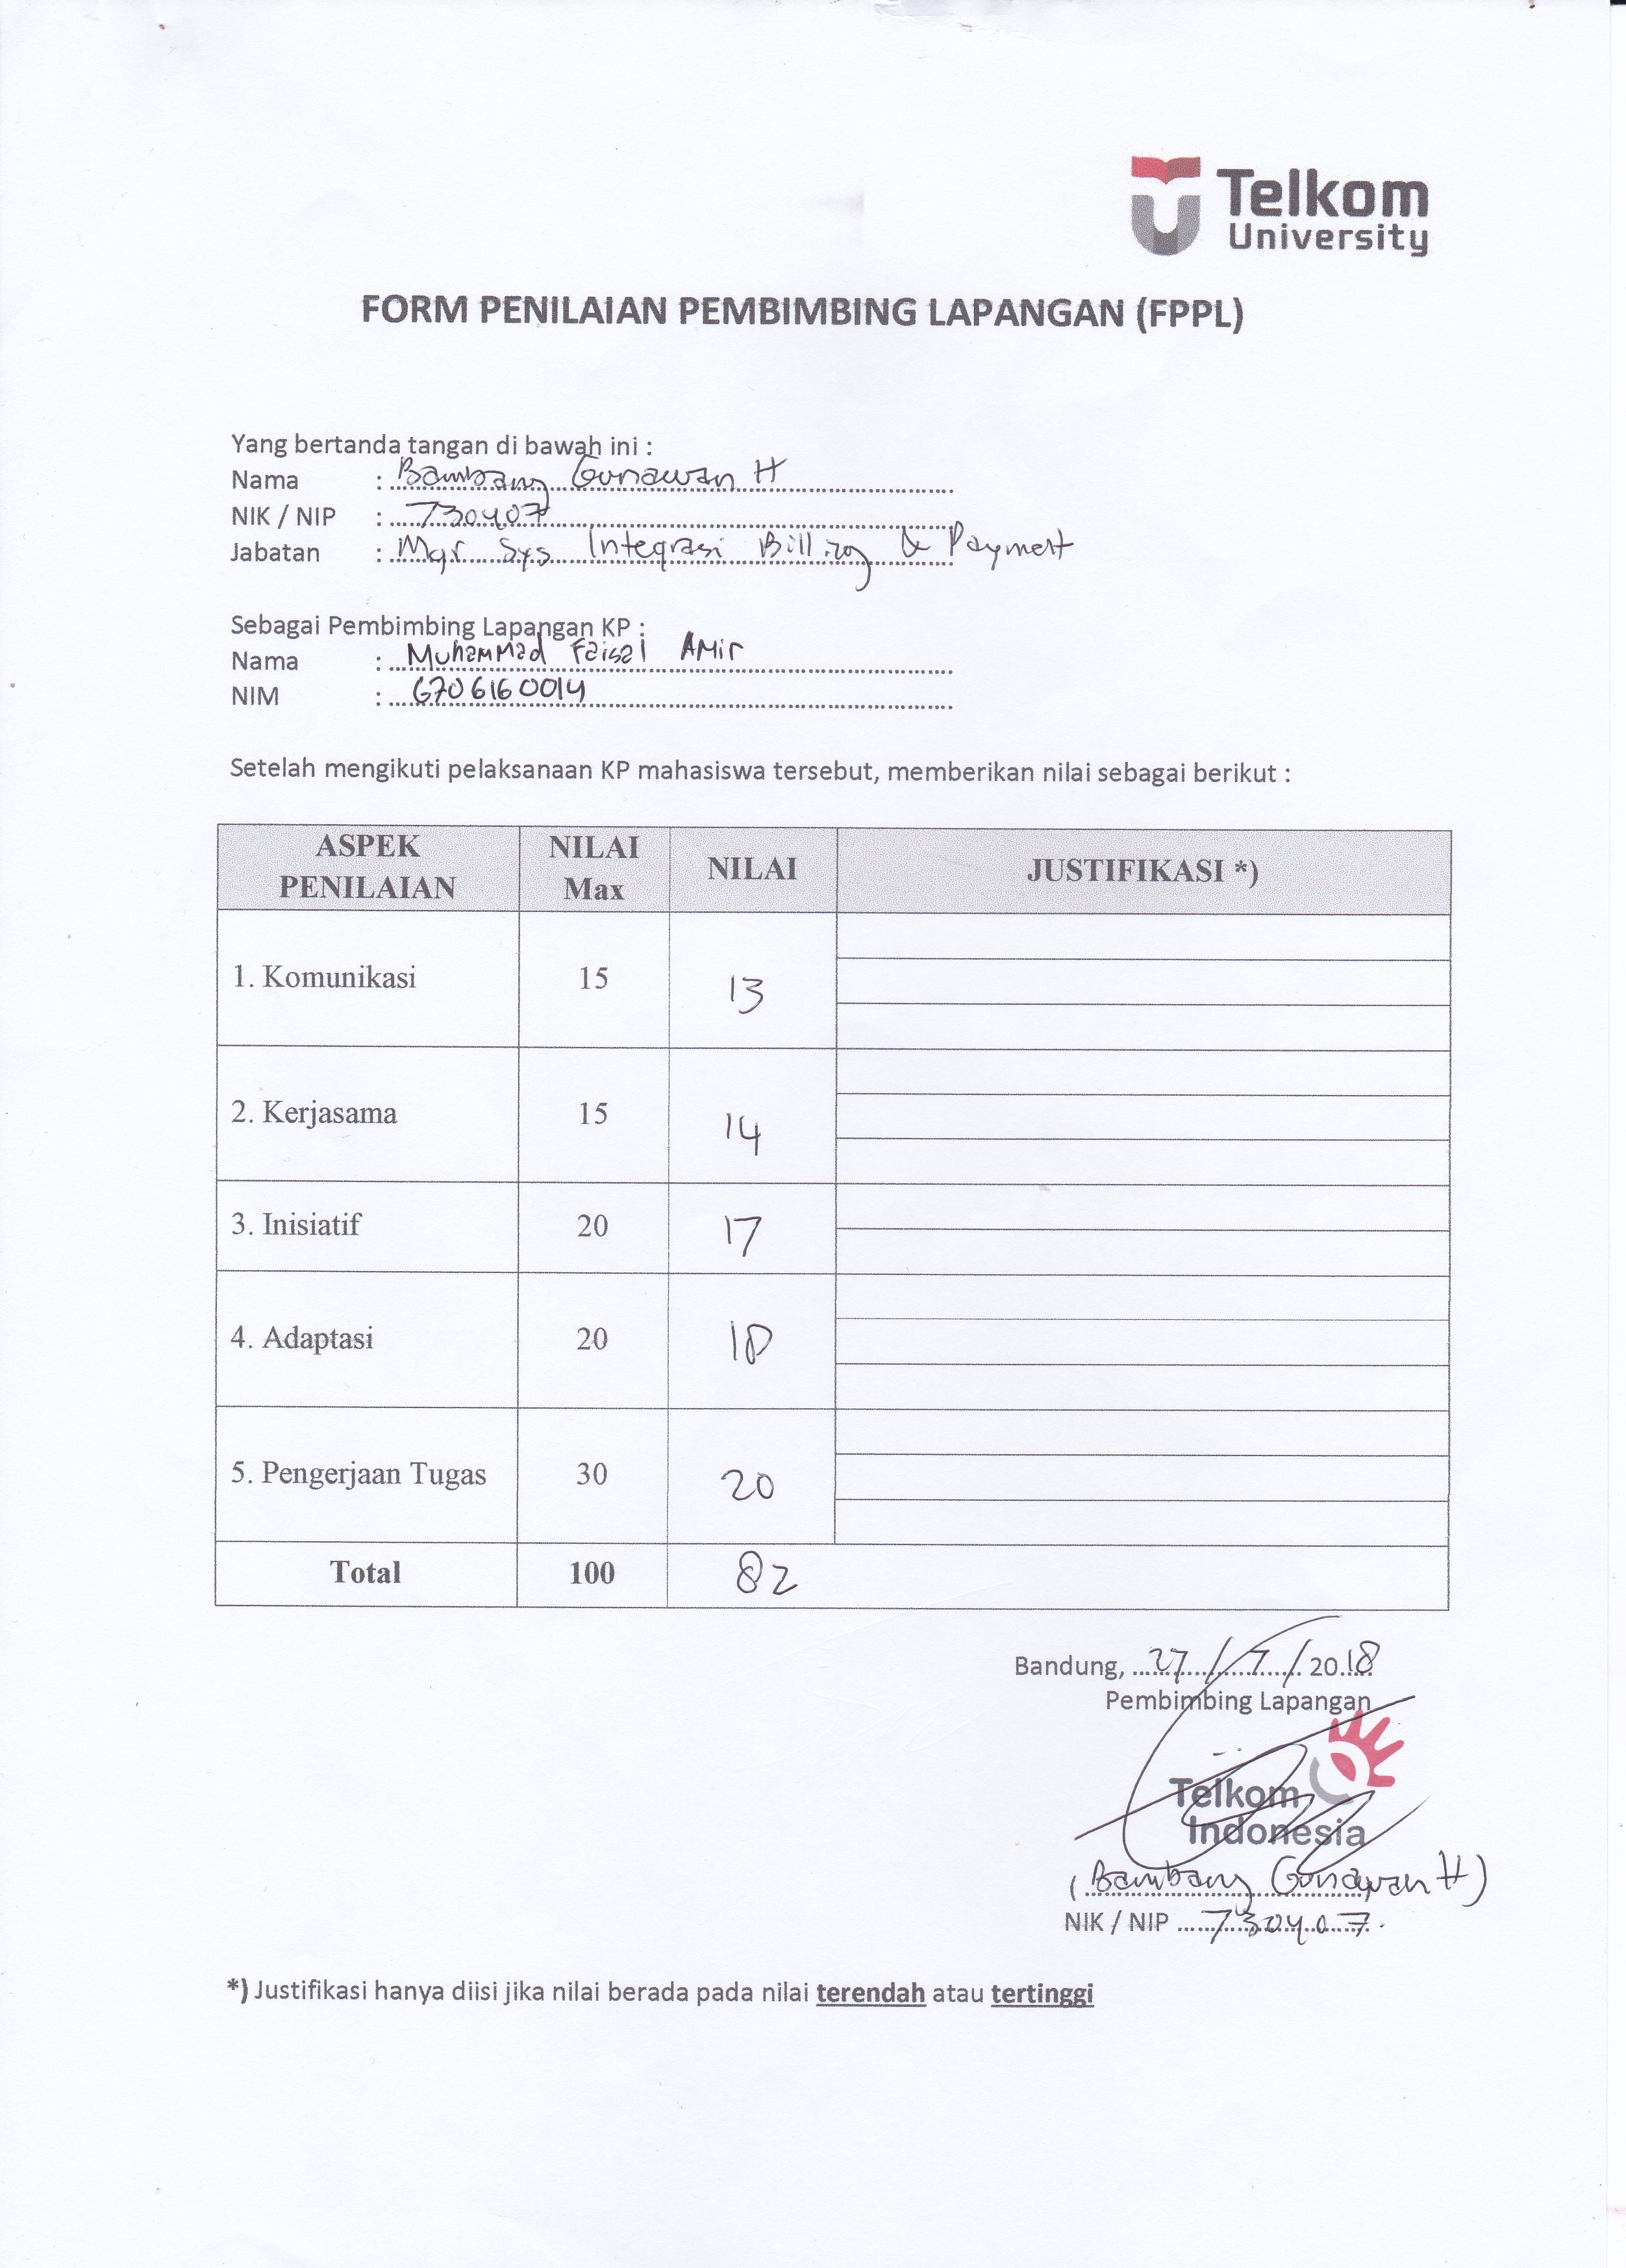 Telkom
University
FORM PENILAIAN PEMBIMBING LAPANGAN (FPPL)
Yang bertanda tangan di bawah ini :
Nama : Bambang Gunawan H
NIK / NIP : 730407
Jabatan : Mgr Sys Integrasi Billing & Payment
Sebagai Pembimbing Lapangan KP :
Nama : Muhammad Faisal Amir
NIM : 6706160014
Setelah mengikuti pelaksanaan KP mahasiswa tersebut, memberikan nilai sebagai berikut :
ASPEK PENILAIAN NILAI Max NILAI JUSTIFIKASI *)
1. Komunikasi 15 13
2. Kerjasama 15 14
3. Inisiatif 20 17
4. Adaptasi 20 18
5. Pengerjaan Tugas 30 20
Total 100 82
Bandung, 27 / 7 / 2018
Pembimbing Lapangan
Telkom
Indonesia
(Bambang Gunawan H)
NIK / NIP 730407.
*) Justifikasi hanya diisi jika nilai berada pada nilai terendah atau tertinggi